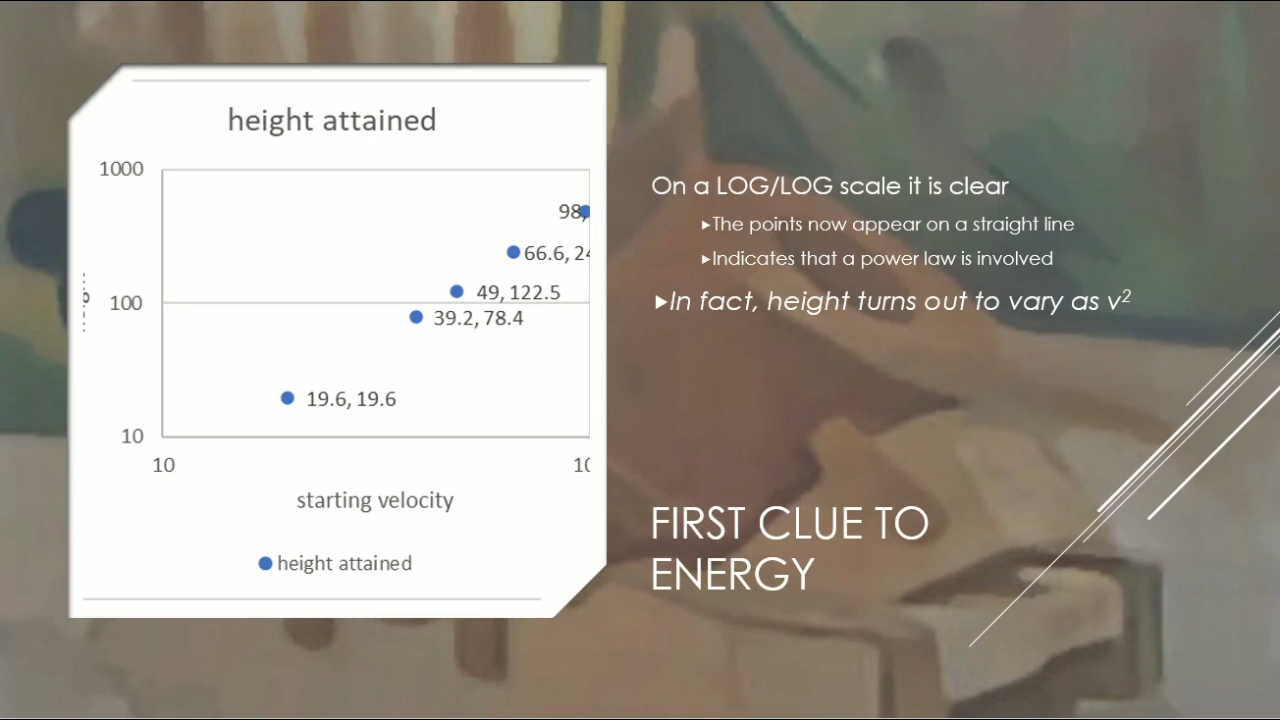 height attained
1000
98,
66.6, 24
49, 122.5
100
39.2, 78.4
19.6, 19.6
10
10
starting velocity
height attained
On a LOG/LOG scale it is clear
▸The points now appear on a straight line
▸Indicates that a power law is involved
▸In fact, height turns out to vary as v²
FIRST CLUE TO
ENERGY